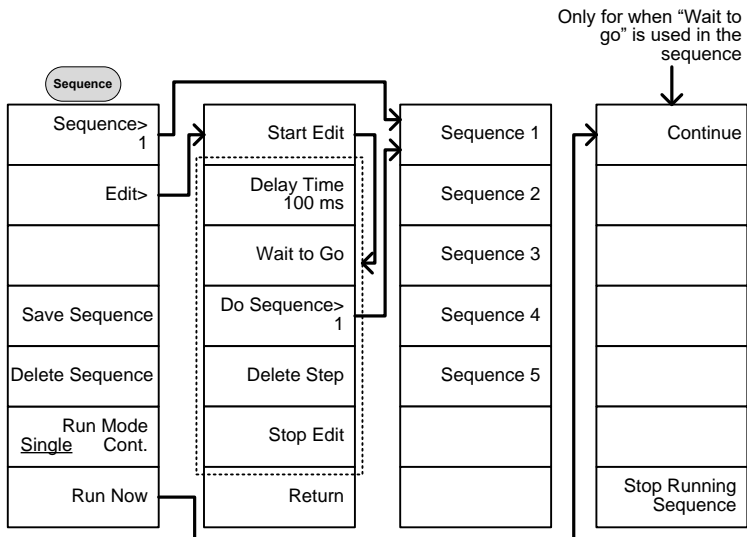 Only for when “Wait to
go” is used in the
sequence
Sequence
Sequence>
1
Edit>
Save Sequence
Delete Sequence
Run Mode
Single Cont.
Run Now
Start Edit
Delay Time
100 ms
Wait to Go
Do Sequence>
1
Delete Step
Stop Edit
Return
Sequence 1
Sequence 2
Sequence 3
Sequence 4
Sequence 5
Continue
Stop Running
Sequence